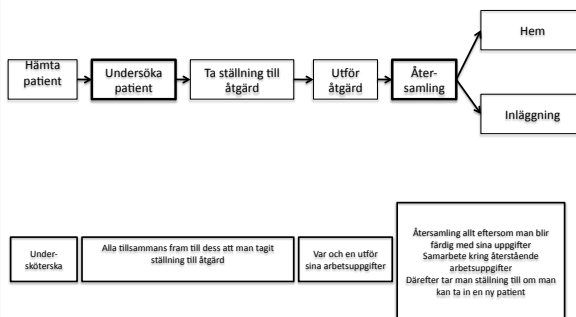 Hem
Hämta
patient
Undersöka
patient
Ta ställning till
åtgärd
Utför
åtgärd
Åter-
samling
Inläggning
Under-
sköterska
Alla tillsammans fram till dess att man tagit
ställning till åtgärd
Var och en utför
sina arbetsuppgifter
Återsamling allt eftersom man blir
färdig med sina uppgifter
Samarbete kring återstående
arbetsuppgifter
Därefter tar man ställning till om man
kan ta in en ny patient